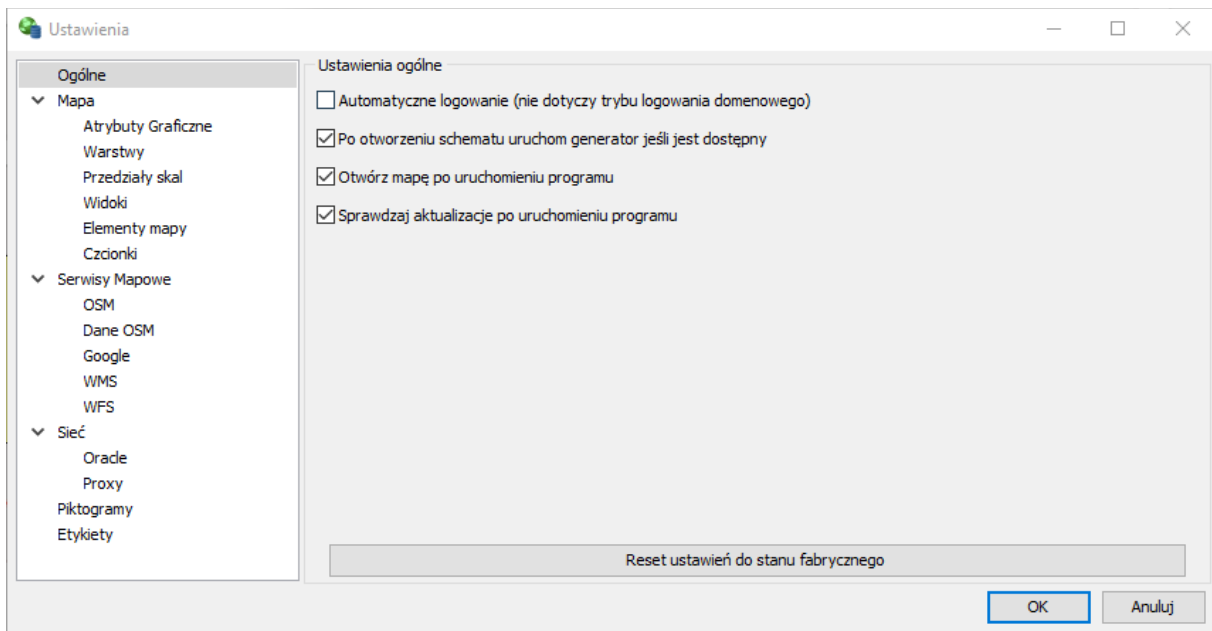 Ustawienia
Ogólne
Mapa
Atrybuty Graficzne
Warstwy
Przedziały skal
Widoki
Elementy mapy
Czcionki
Serwisy Mapowe
OSM
Dane OSM
Google
WMS
WFS
Sieć
Oracle
Proxy
Piktogramy
Etykiety
Ustawienia ogólne
Automatyczne logowanie (nie dotyczy trybu logowania domenowego)
Po otworzeniu schematu uruchom generator jeśli jest dostępny
Otwórz mapę po uruchomieniu programu
Sprawdzaj aktualizacje po uruchomieniu programu
Reset ustawień do stanu fabrycznego
OK
Anuluj